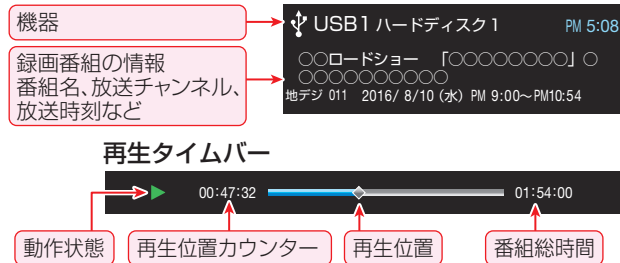 機器
USB1 ハードディスク1 PM 5:08
録画番組の情報
番組名、放送チャンネル、
放送時刻など
○○ロードショー 「○○○○○○○○」○
○○○○○○○○○○
地デジ 011 2016/ 8/10 (水) PM 9:00~PM10:54
再生タイムバー
00:47:32 01:54:00
動作状態 再生位置カウンター 再生位置 番組総時間